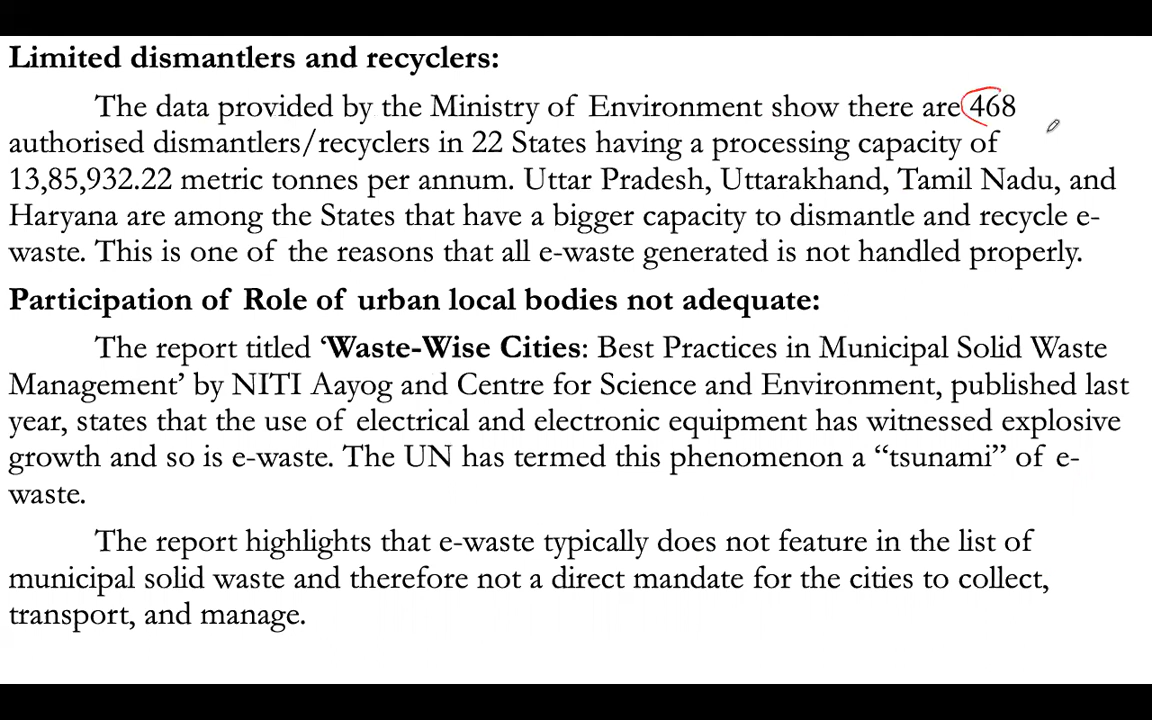 Limited dismantlers and recyclers:
The data provided by the Ministry of Environment show there are 468
authorised dismantlers/recyclers in 22 States having a processing capacity of
13,85,932.22 metric tonnes per annum. Uttar Pradesh, Uttarakhand, Tamil Nadu, and
Haryana are among the States that have a bigger capacity to dismantle and recycle e-
waste. This is one of the reasons that all e-waste generated is not handled properly.
Participation of Role of urban local bodies not adequate:
The report titled ‘Waste-Wise Cities: Best Practices in Municipal Solid Waste
Management’ by NITI Aayog and Centre for Science and Environment, published last
year, states that the use of electrical and electronic equipment has witnessed explosive
growth and so is e-waste. The UN has termed this phenomenon a “tsunami” of e-
waste.
The report highlights that e-waste typically does not feature in the list of
municipal solid waste and therefore not a direct mandate for the cities to collect,
transport, and manage.